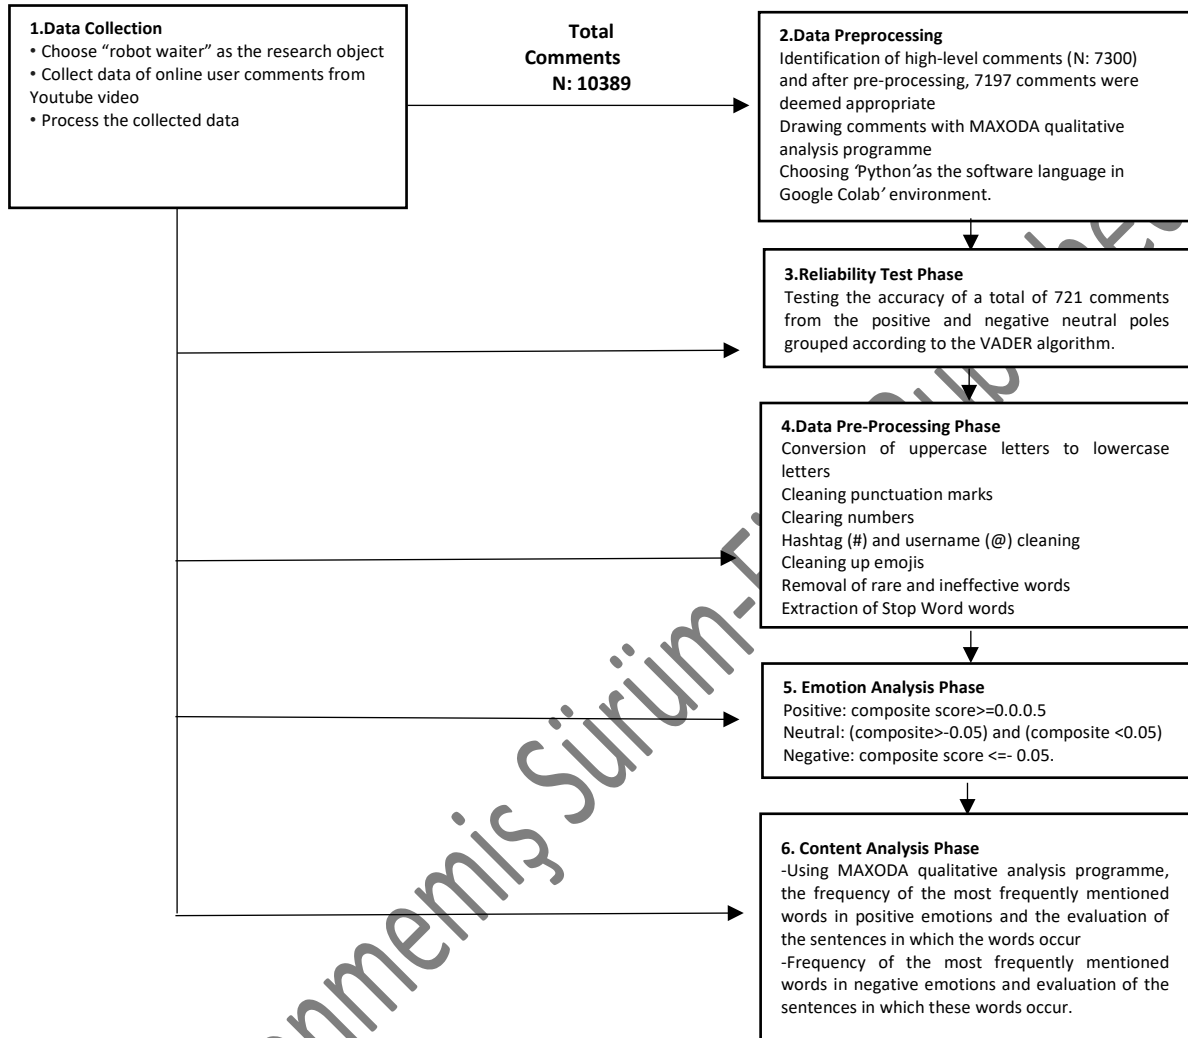 1.Data Collection
• Choose “robot waiter” as the research object
• Collect data of online user comments from
Youtube video
• Process the collected data
Total
Comments
N: 10389
2.Data Preprocessing
Identification of high-level comments (N: 7300)
and after pre-processing, 7197 comments were
deemed appropriate
Drawing comments with MAXODA qualitative
analysis programme
Choosing ‘Python’as the software language in
Google Colab’ environment.
3.Reliability Test Phase
Testing the accuracy of a total of 721 comments
from the positive and negative neutral poles
grouped according to the VADER algorithm.
4.Data Pre-Processing Phase
Conversion of uppercase letters to lowercase
letters
Cleaning punctuation marks
Clearing numbers
Hashtag (#) and username (@) cleaning
Cleaning up emojis
Removal of rare and ineffective words
Extraction of Stop Word words
5. Emotion Analysis Phase
Positive: composite score>=0.0.0.5
Neutral: (composite>-0.05) and (composite <0.05)
Negative: composite score <=- 0.05.
6. Content Analysis Phase
-Using MAXODA qualitative analysis programme,
the frequency of the most frequently mentioned
words in positive emotions and the evaluation of
the sentences in which the words occur
-Frequency of the most frequently mentioned
words in negative emotions and evaluation of the
sentences in which these words occur.
Sürüm-